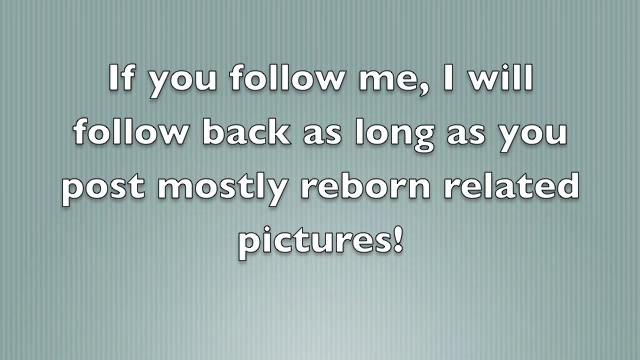 If you follow me, I will
follow back as long as you
post mostly reborn related
pictures!